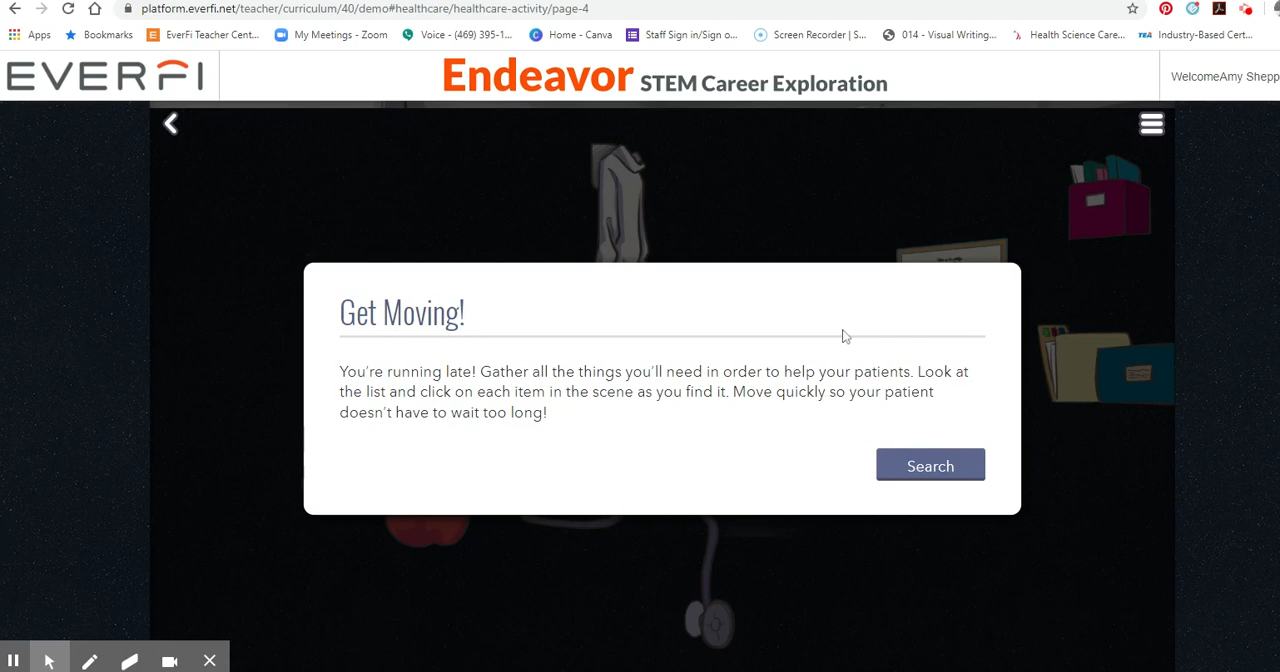 platform.everfi.net/teacher/curriculum/40/demo#healthcare/healthcare-activity/page-4
Apps Bookmarks EverFi Teacher Cent... My Meetings - Zoom Voice - (469) 395-1... Home - Canva Staff Sign in/Sign o... Screen Recorder | S... 014 - Visual Writing... Health Science Care... TEA Industry-Based Cert...
EVERFI Endeavor STEM Career Exploration WelcomeAmy Shepp
Get Moving!
You're running late! Gather all the things you'll need in order to help your patients. Look at
the list and click on each item in the scene as you find it. Move quickly so your patient
doesn't have to wait too long!
Search